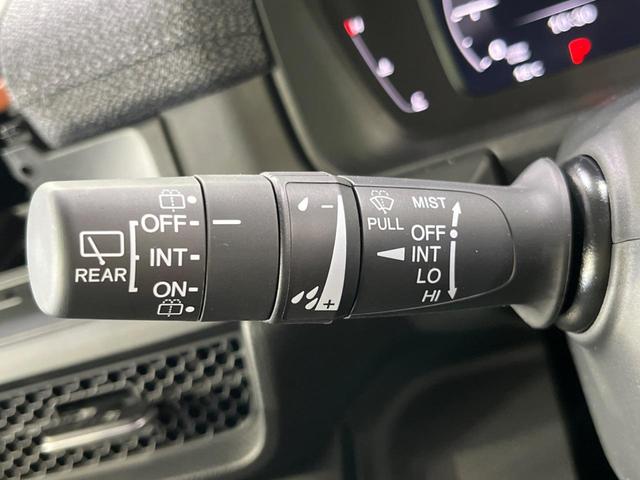 OFF
INT
ON
REAR
−
+
PULL
MIST
OFF
INT
LO
HI